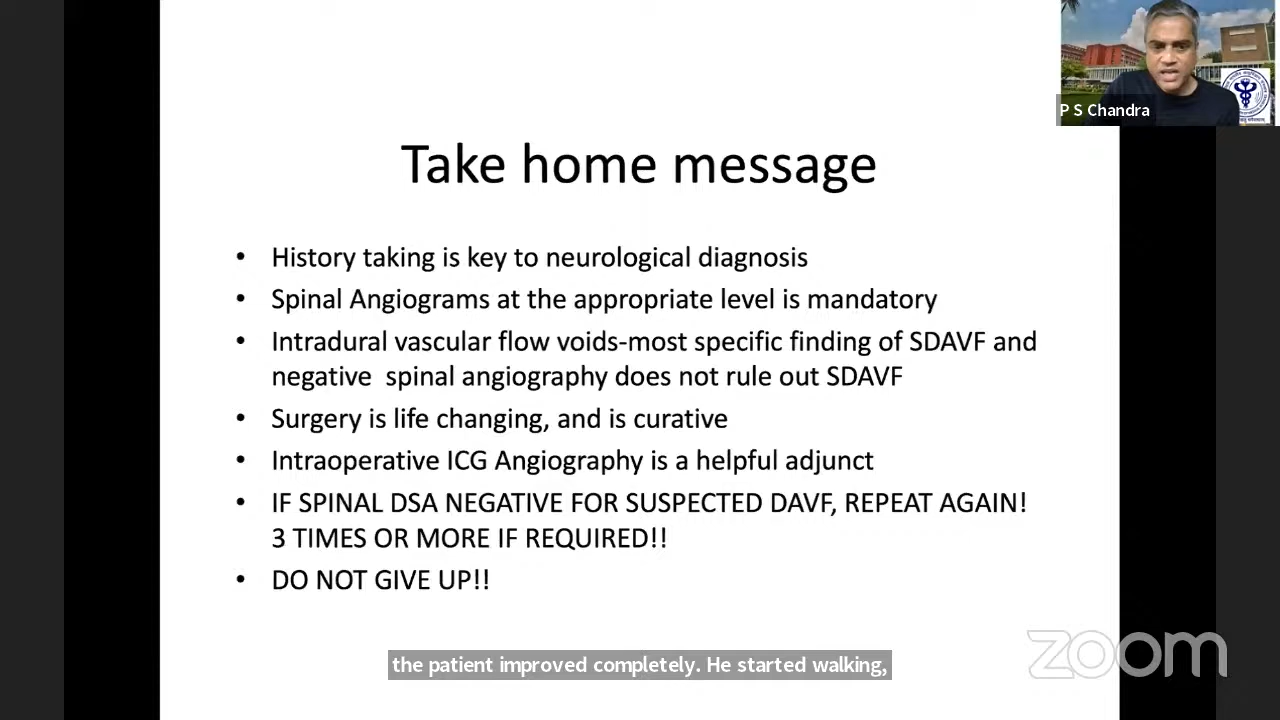 P S Chandra
Take home message
• History taking is key to neurological diagnosis
• Spinal Angiograms at the appropriate level is mandatory
• Intradural vascular flow voids-most specific finding of SDAVF and
negative spinal angiography does not rule out SDAVF
• Surgery is life changing, and is curative
• Intraoperative ICG Angiography is a helpful adjunct
• IF SPINAL DSA NEGATIVE FOR SUSPECTED DAVF, REPEAT AGAIN!
3 TIMES OR MORE IF REQUIRED!!
• DO NOT GIVE UP!!
zoom
the patient improved completely. He started walking,